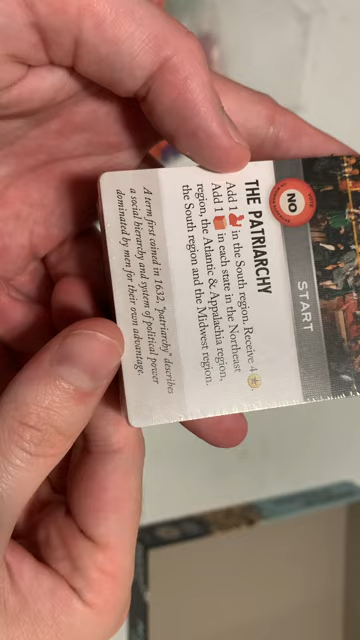 START
NO
THE PATRIARCHY
Add 1 in the South region. Receive 4
Add 1 in each state in the Northeast
region, the Atlantic & Appalachia region,
the South region and the Midwest region.
A term first coined in 1632, "patriarchy" describes
a social hierarchy and system of political power
dominated by men for their own advantage.